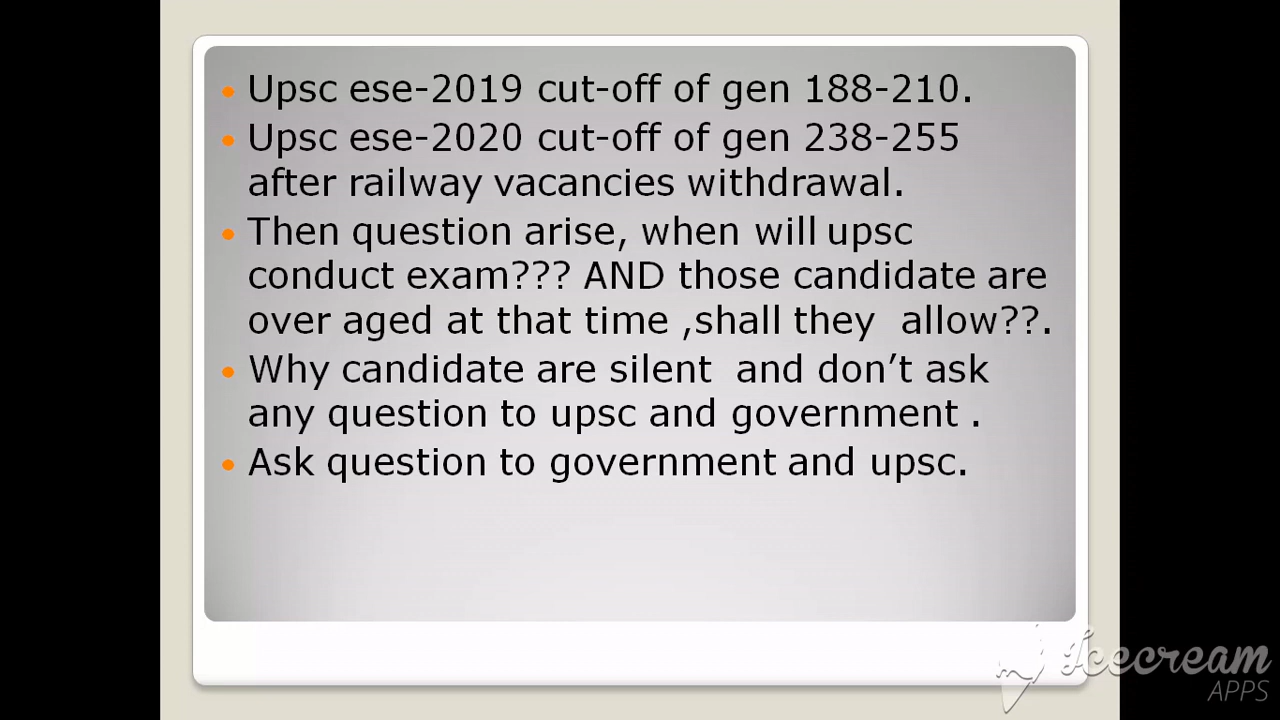 Upsc ese-2019 cut-off of gen 188-210.
Upsc ese-2020 cut-off of gen 238-255
after railway vacancies withdrawal.
Then question arise, when will upsc
conduct exam??? AND those candidate are
over aged at that time ,shall they  allow??.
Why candidate are silent  and don’t ask
any question to upsc and government .
Ask question to government and upsc.
Icecream
APPS